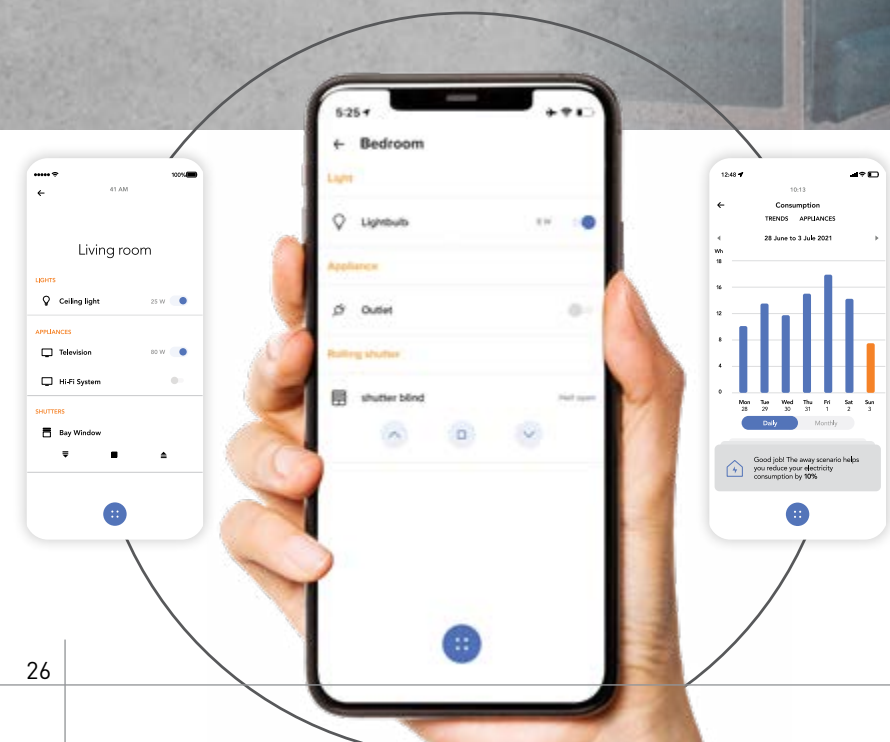 100%
41 AM
Living room
LIGHTS
Ceiling light 25 W
APPLIANCES
Television 80 W
Hi-Fi System
SHUTTERS
Bay Window
5:25
Bedroom
Light
Lightbulb
Appliance
Outlet
Rolling shutter
shutter blind Half open
12:48
10:13
Consumption
TRENDS APPLIANCES
28 June to 3 Jule 2021
Wh
18
16
12
8
4
0
Mon Tue Wed Thu Fri Sat Sun
28 29 30 31 1 2 3
Daily Monthly
Good job! The away scenario helps
you reduce your electricity
consumption by 10%
26